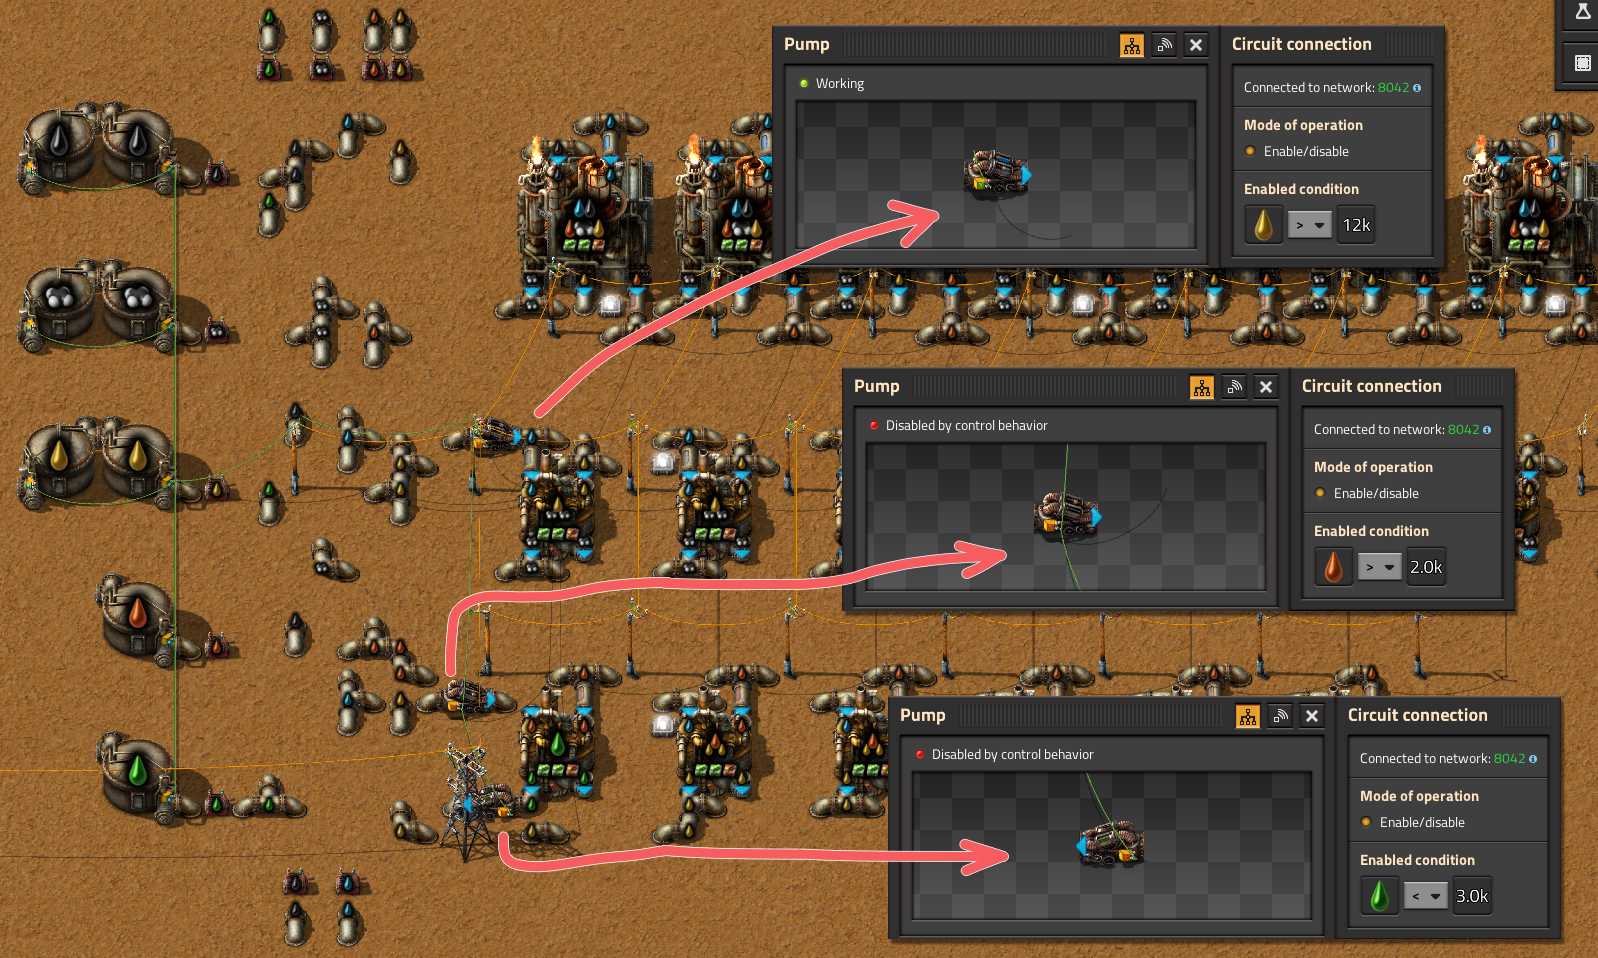 Pump
Circuit connection
Working
Connected to network: 8042
Mode of operation
Enable/disable
Enabled condition
> 12k
Pump
Circuit connection
Disabled by control behavior
Connected to network: 8042
Mode of operation
Enable/disable
Enabled condition
> 2.0k
Pump
Circuit connection
Disabled by control behavior
Connected to network: 8042
Mode of operation
Enable/disable
Enabled condition
< 3.0k